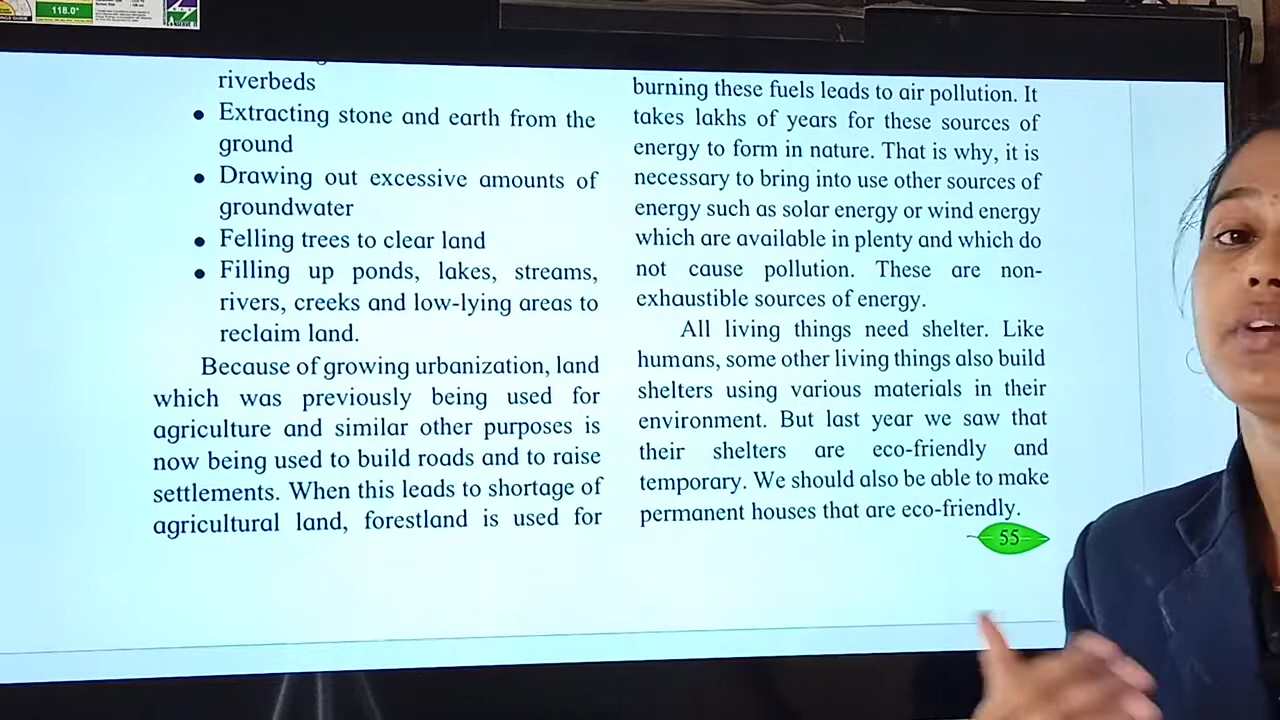 118.0*
riverbeds
• Extracting stone and earth from the
ground
• Drawing out excessive amounts of
groundwater
• Felling trees to clear land
• Filling up ponds, lakes, streams,
rivers, creeks and low-lying areas to
reclaim land.
Because of growing urbanization, land
which was previously being used for
agriculture and similar other purposes is
now being used to build roads and to raise
settlements. When this leads to shortage of
agricultural land, forestland is used for
burning these fuels leads to air pollution. It
takes lakhs of years for these sources of
energy to form in nature. That is why, it is
necessary to bring into use other sources of
energy such as solar energy or wind energy
which are available in plenty and which do
not cause pollution. These are non-
exhaustible sources of energy.
All living things need shelter. Like
humans, some other living things also build
shelters using various materials in their
environment. But last year we saw that
their shelters are eco-friendly and
temporary. We should also be able to make
permanent houses that are eco-friendly.
55